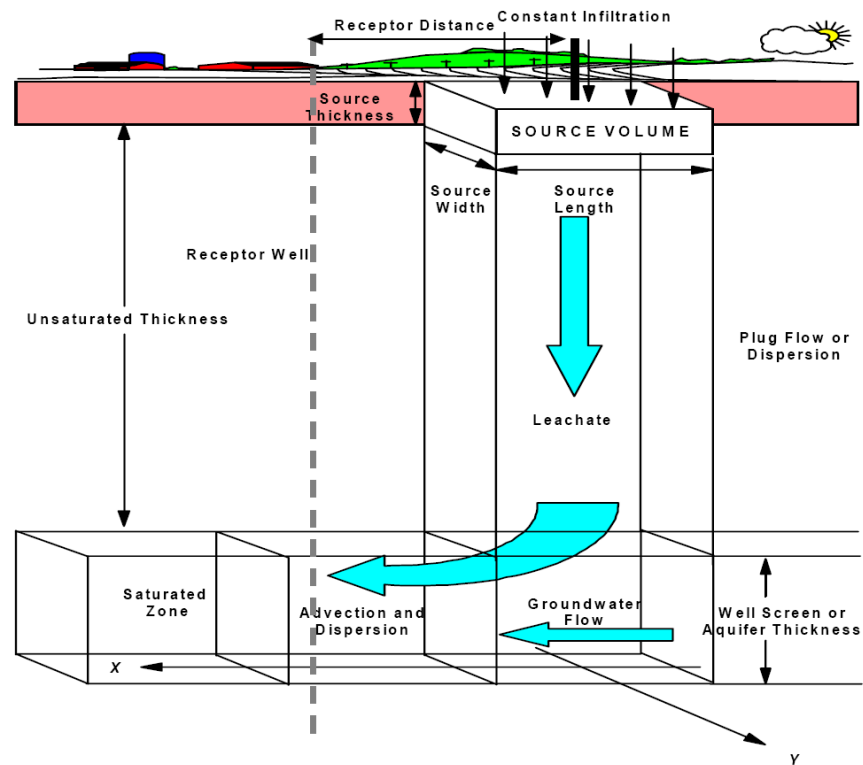 Receptor Distance
Constant Infiltration
Source
Thickness
SOURCE VOLUME
Source
Width
Source
Length
Receptor Well
Unsaturated Thickness
Plug Flow or
Dispersion
Leachate
Saturated
Zone
Advection and
Dispersion
Groundwater
Flow
Well Screen or
Aquifer Thickness
X
Y